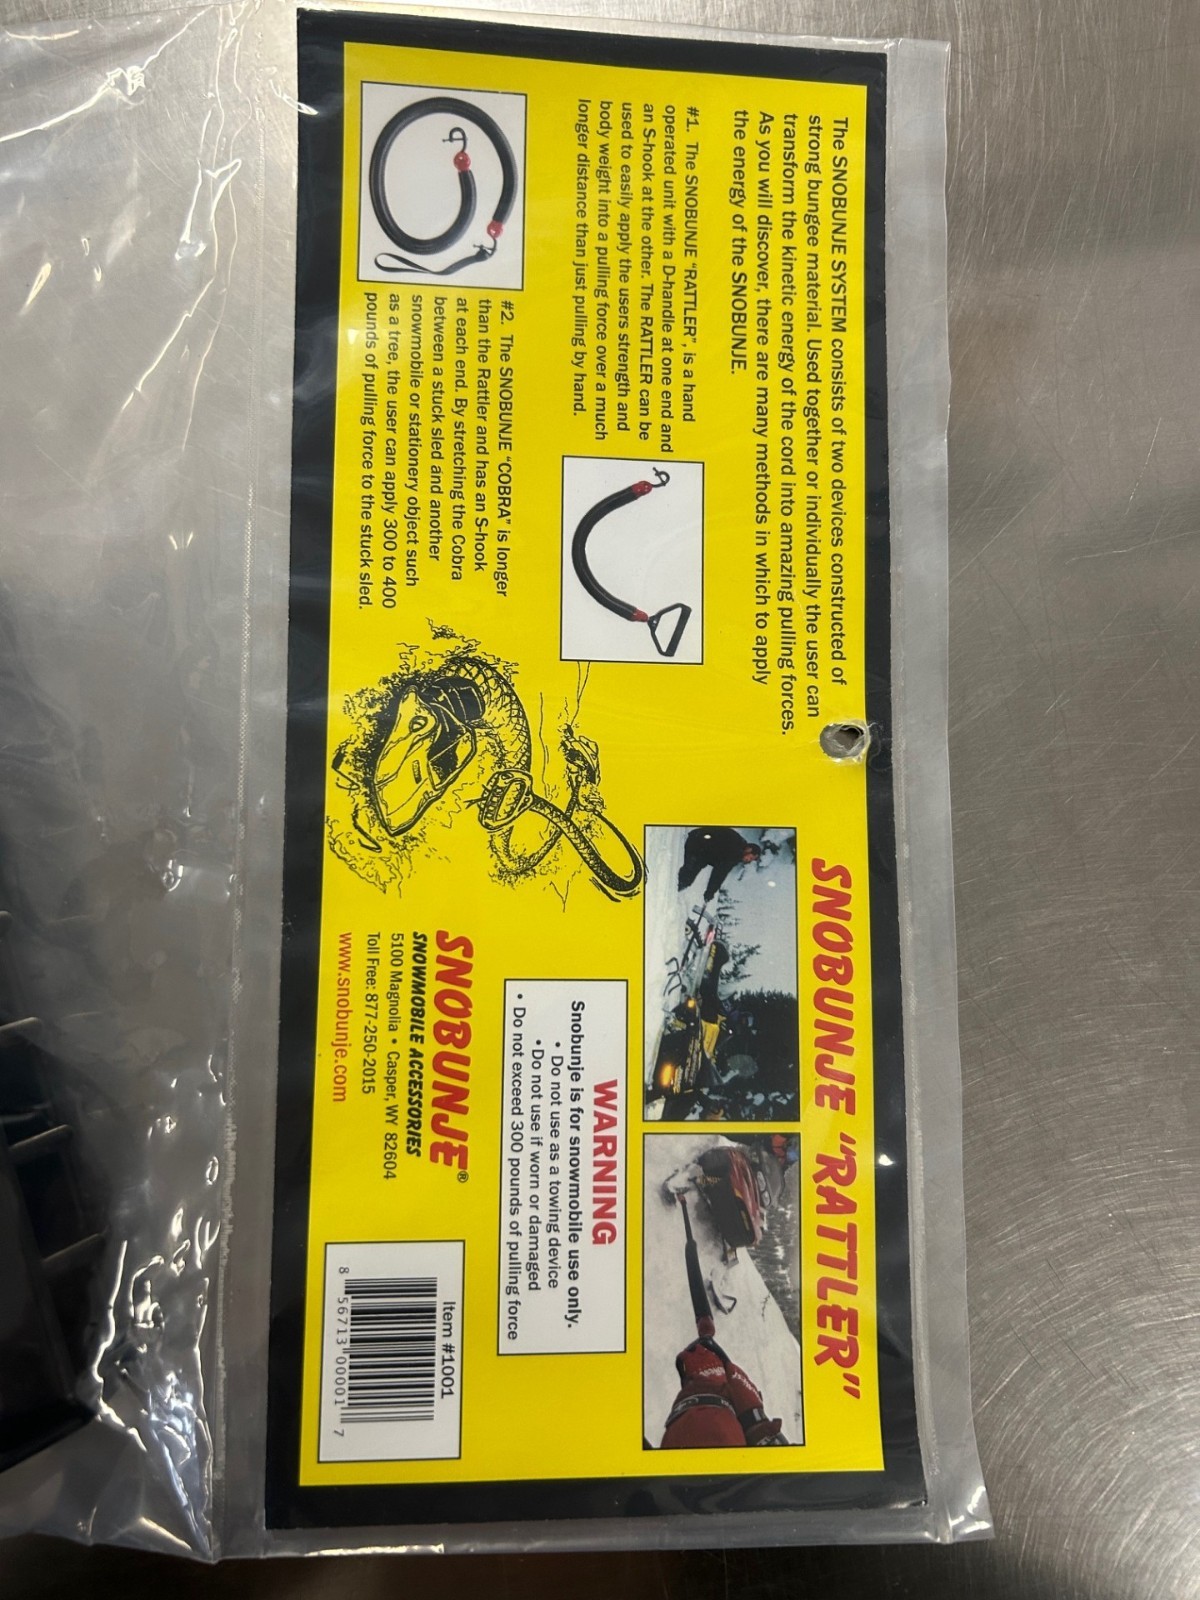 The SNOBUNJE SYSTEM consists of two devices constructed of
strong bungee material. Used together or individually the user can
transform the kinetic energy of the cord into amazing pulling forces.
As you will discover, there are many methods in which to apply
the energy of the SNOBUNJE.
#1. The SNOBUNJE "RATTLER", is a hand
operated unit with a D-handle at one end and
an S-hook at the other. The RATTLER can be
used to easily apply the users strength and
body weight into a pulling force over a much
longer distance than just pulling by hand.
#2. The SNOBUNJE "COBRA" is longer
than the Rattler and has an S-hook
at each end. By stretching the Cobra
between a stuck sled and another
snowmobile or stationery object such
as a tree, the user can apply 300 to 400
pounds of pulling force to the stuck sled.
SNOBUNJE "RATTLER"
WARNING
Snobunje is for snowmobile use only.
• Do not use as a towing device
• Do not use if worn or damaged
• Do not exceed 300 pounds of pulling force
SNOBUNJE®
SNOWMOBILE ACCESSORIES
5100 Magnolia • Casper, WY 82604
Toll Free: 877-250-2015
www.snobunje.com
Item #1001
8 56713 00001 7